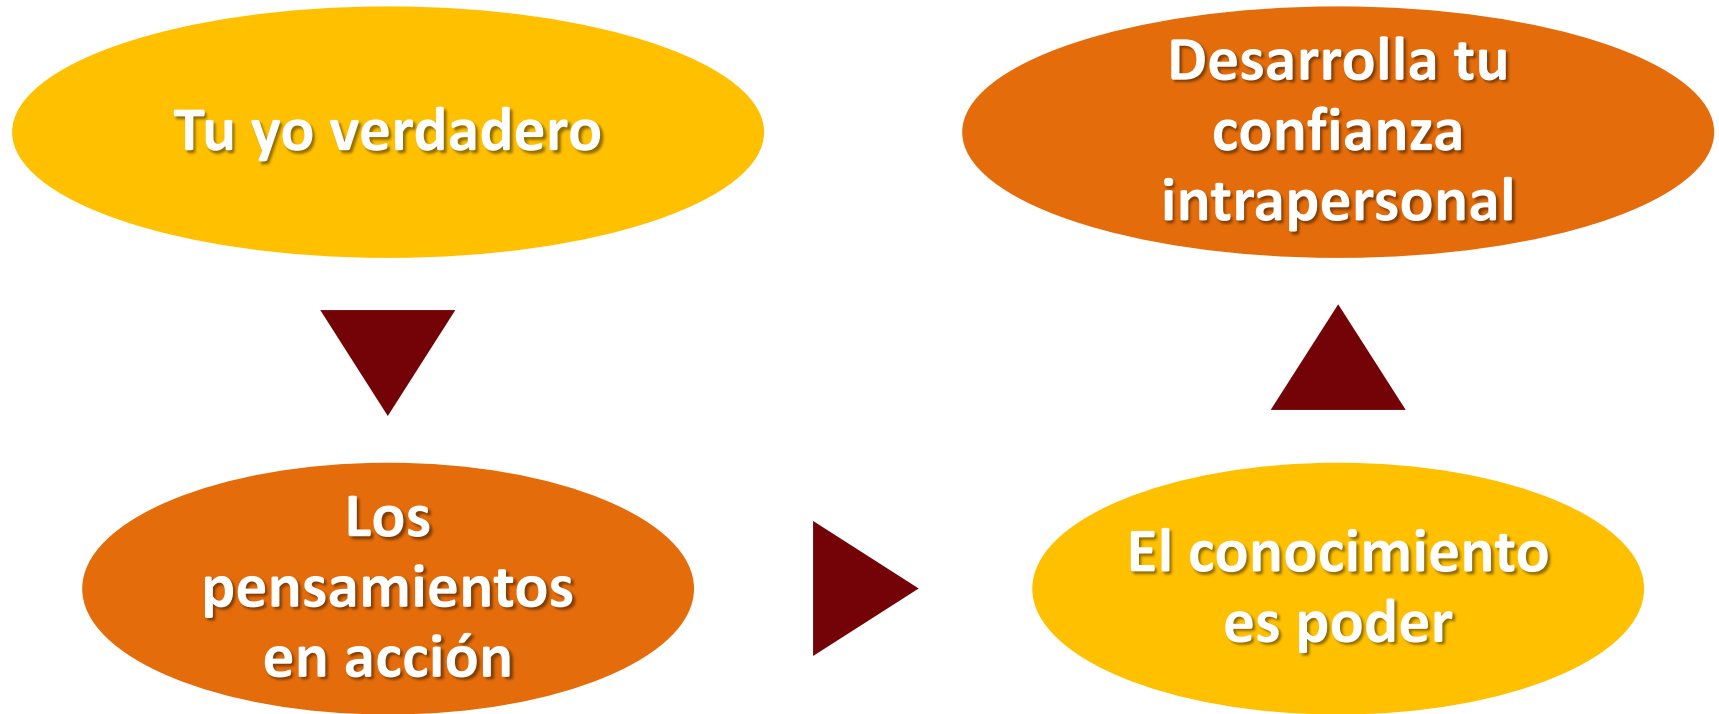 Tu yo verdadero
Los
pensamientos
en acción
El conocimiento
es poder
Desarrolla tu
confianza
intrapersonal